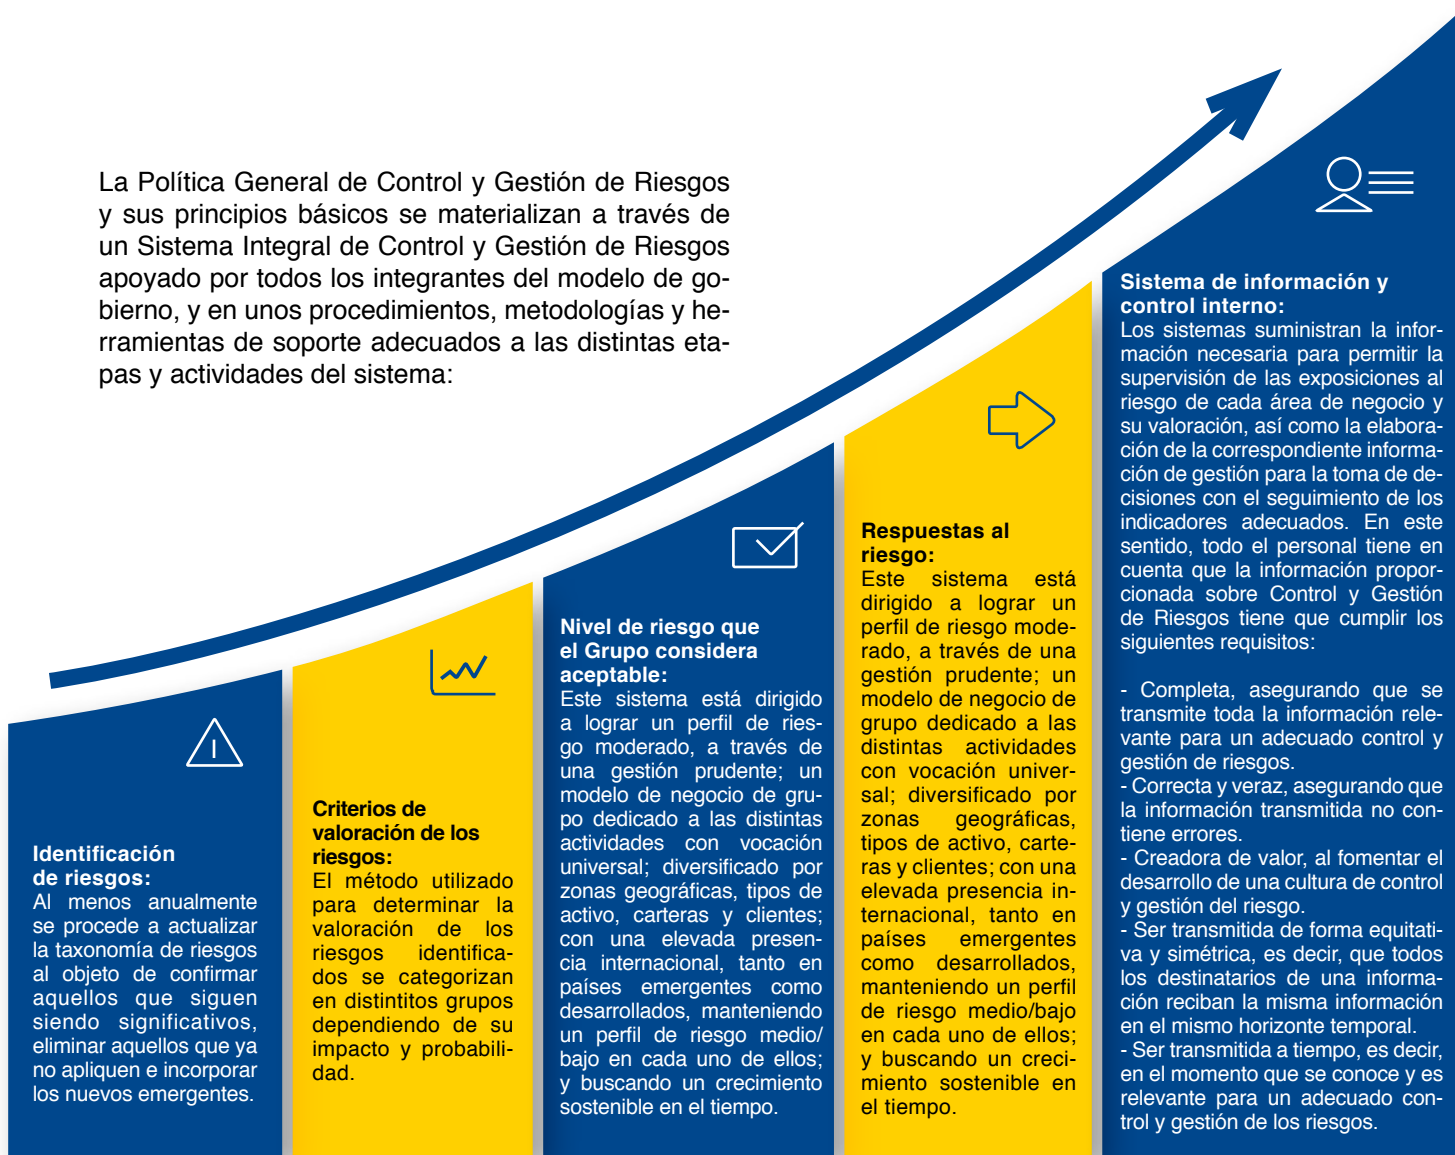 La Política General de Control y Gestión de Riesgos
y sus principios básicos se materializan a través de
un Sistema Integral de Control y Gestión de Riesgos
apoyado por todos los integrantes del modelo de go-
bierno, y en unos procedimientos, metodologías y he-
rramientas de soporte adecuados a las distintas eta-
pas y actividades del sistema:
Identificación
de riesgos:
Al menos anualmente
se procede a actualizar
la taxonomía de riesgos
al objeto de confirmar
aquellos que siguen
siendo significativos,
eliminar aquellos que ya
no apliquen e incorporar
los nuevos emergentes.
Criterios de
valoración de los
riesgos:
El método utilizado
para determinar la
valoración de los
riesgos identifica-
dos se categorizan
en distintitos grupos
dependiendo de su
impacto y probabili-
dad.
Nivel de riesgo que
el Grupo considera
aceptable:
Este sistema está dirigido
a lograr un perfil de ries-
go moderado, a través de
una gestión prudente; un
modelo de negocio de gru-
po dedicado a las distintas
actividades con vocación
universal; diversificado por
zonas geográficas, tipos de
activo, carteras y clientes;
con una elevada presen-
cia internacional, tanto en
países emergentes como
desarrollados, manteniendo
un perfil de riesgo medio/
bajo en cada uno de ellos;
y buscando un crecimiento
sostenible en el tiempo.
Respuestas al
riesgo:
Este sistema está
dirigido a lograr un
perfil de riesgo mode-
rado, a través de una
gestión prudente; un
modelo de negocio de
grupo dedicado a las
distintas actividades
con vocación univer-
sal; diversificado por
zonas geográficas,
tipos de activo, carte-
ras y clientes; con una
elevada presencia in-
ternacional, tanto en
países emergentes
como desarrollados,
manteniendo un perfil
de riesgo medio/bajo
en cada uno de ellos;
y buscando un creci-
miento sostenible en
el tiempo.
Sistema de información y
control interno:
Los sistemas suministran la infor-
mación necesaria para permitir la
supervisión de las exposiciones al
riesgo de cada área de negocio y
su valoración, así como la elabora-
ción de la correspondiente informa-
ción de gestión para la toma de de-
cisiones con el seguimiento de los
indicadores adecuados. En este
sentido, todo el personal tiene en
cuenta que la información propor-
cionada sobre Control y Gestión
de Riesgos tiene que cumplir los
siguientes requisitos:
- Completa, asegurando que se
transmite toda la información rele-
vante para un adecuado control y
gestión de riesgos.
- Correcta y veraz, asegurando que
la información transmitida no con-
tiene errores.
- Creadora de valor, al fomentar el
desarrollo de una cultura de control
y gestión del riesgo.
- Ser transmitida de forma equitati-
va y simétrica, es decir, que todos
los destinatarios de una informa-
ción reciban la misma información
en el mismo horizonte temporal.
- Ser transmitida a tiempo, es decir,
en el momento que se conoce y es
relevante para un adecuado con-
trol y gestión de los riesgos.